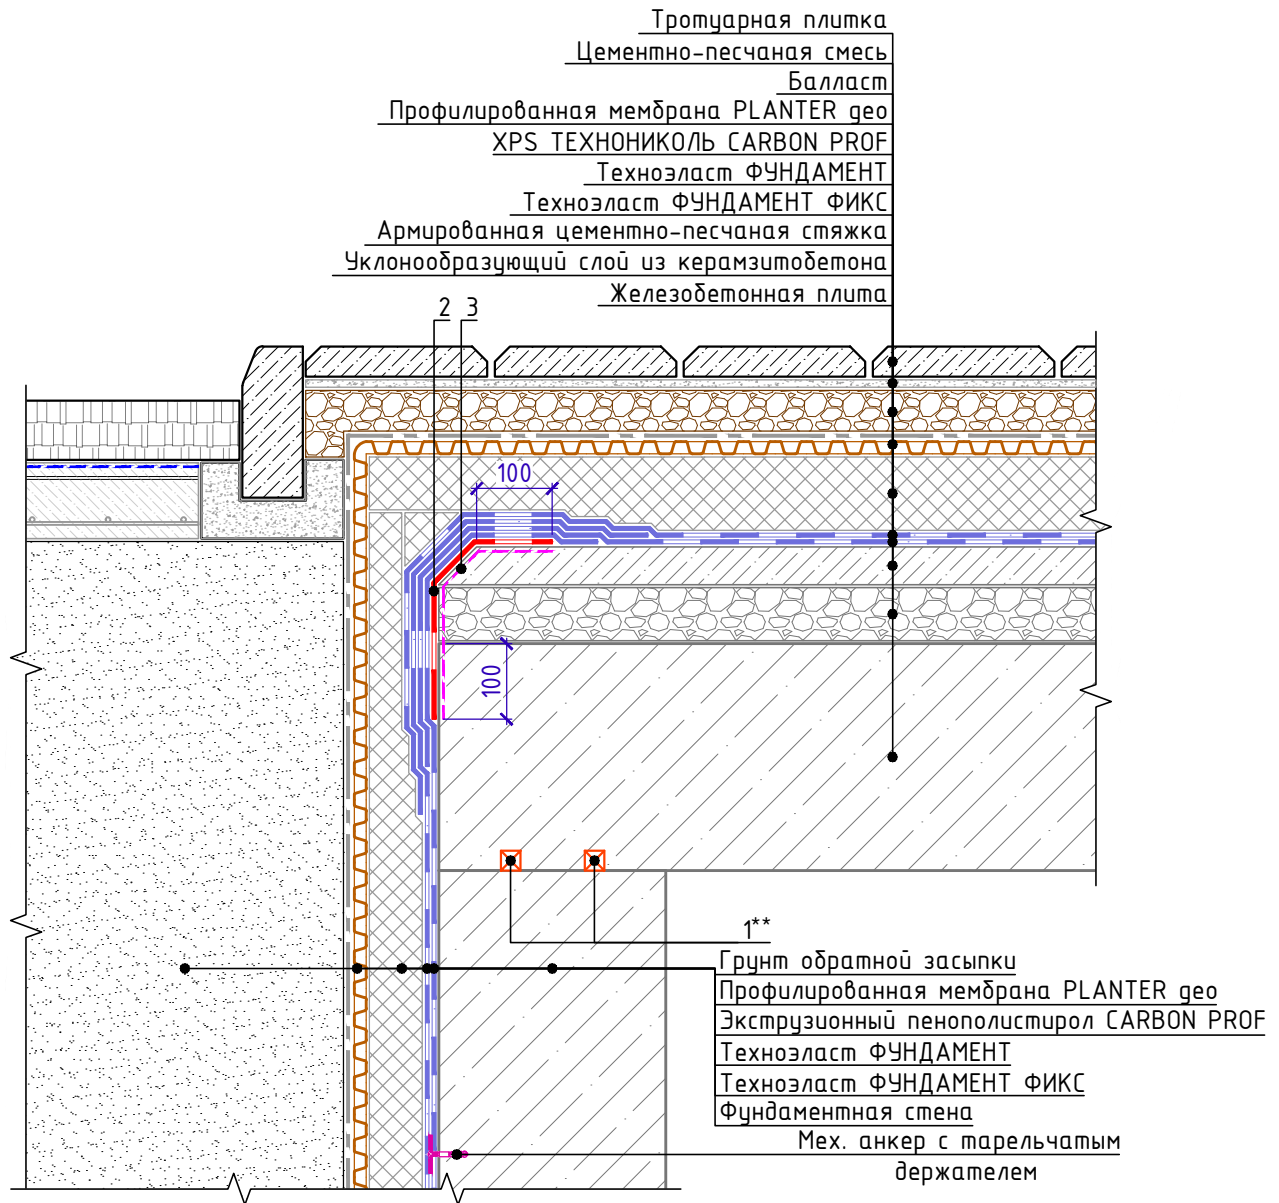 Тротуарная плитка
Цементно-песчаная смесь
Балласт
Профилированная мембрана PLANTER geo
XPS ТЕХНОНИКОЛЬ CARBON PROF
Техноэласт ФУНДАМЕНТ
Техноэласт ФУНДАМЕНТ ФИКС
Армированная цементно-песчаная стяжка
Уклонообразующий слой из керамзитобетона
Железобетонная плита
2 3
100
100
1**
Грунт обратной засыпки
Профилированная мембрана PLANTER geo
Экструзионный пенополистирол CARBON PROF
Техноэласт ФУНДАМЕНТ
Техноэласт ФУНДАМЕНТ ФИКС
Фундаментная стена
Мех. анкер с тарельчатым
держателем